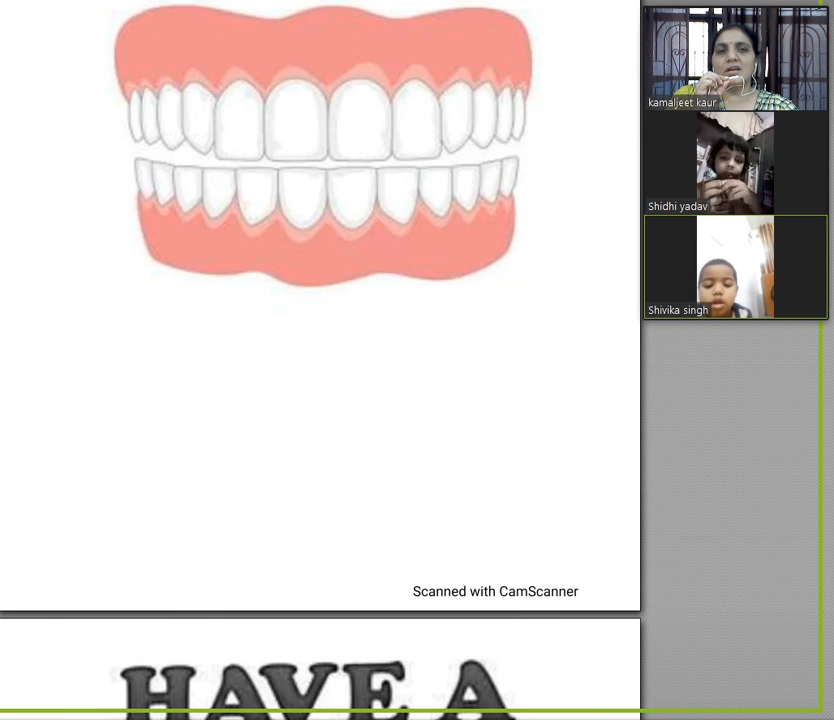 kamaljeet kaur
Shidhi yadav
Shivika singh
Scanned with CamScanner
HAVE A